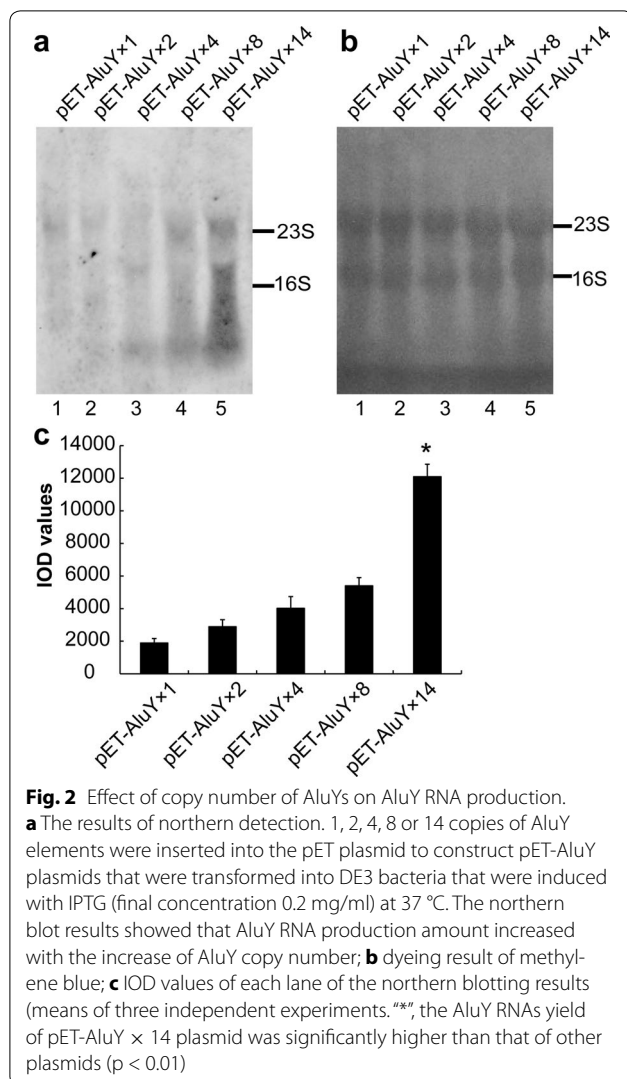 a
pET-AluY×1
pET-AluY×2
pET-AluY×4
pET-AluY×8
pET-AluY×14
23S
16S
1 2 3 4 5
b
pET-AluY×1
pET-AluY×2
pET-AluY×4
pET-AluY×8
pET-AluY×14
23S
16S
1 2 3 4 5
c
IOD values
14000
12000
10000
8000
6000
4000
2000
0
*
pET-AluY×1
pET-AluY×2
pET-AluY×4
pET-AluY×8
pET-AluY×14
Fig. 2 Effect of copy number of AluYs on AluY RNA production.
a The results of northern detection. 1, 2, 4, 8 or 14 copies of AluY
elements were inserted into the pET plasmid to construct pET-AluY
plasmids that were transformed into DE3 bacteria that were induced
with IPTG (final concentration 0.2 mg/ml) at 37 °C. The northern
blot results showed that AluY RNA production amount increased
with the increase of AluY copy number; b dyeing result of methyl-
ene blue; c IOD values of each lane of the northern blotting results
(means of three independent experiments. “*”, the AluY RNAs yield
of pET-AluY × 14 plasmid was significantly higher than that of other
plasmids (p < 0.01)